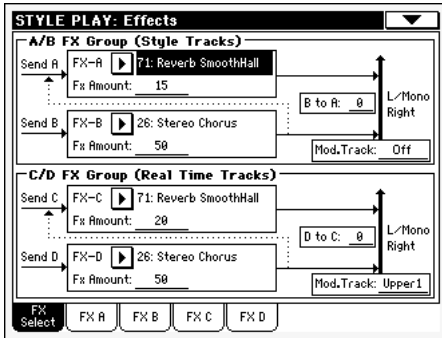 STYLE PLAY: Effects
A/B FX Group (Style Tracks)
Send A FX-A 71: Reverb SmoothHall
Fx Amount: 15
B to A: 0 L/Mono
Right
Send B FX-B 26: Stereo Chorus
Fx Amount: 50
Mod.Track: Off
C/D FX Group (Real Time Tracks)
Send C FX-C 71: Reverb SmoothHall
Fx Amount: 20
D to C: 0 L/Mono
Right
Send D FX-D 26: Stereo Chorus
Fx Amount: 50
Mod.Track: Upper1
FX Select FX A FX B FX C FX D